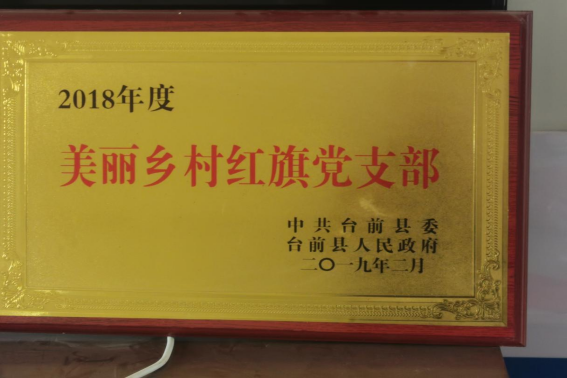 2018年度
美丽乡村红旗党支部
中共台前县委
台前县人民政府
二〇一九年二月